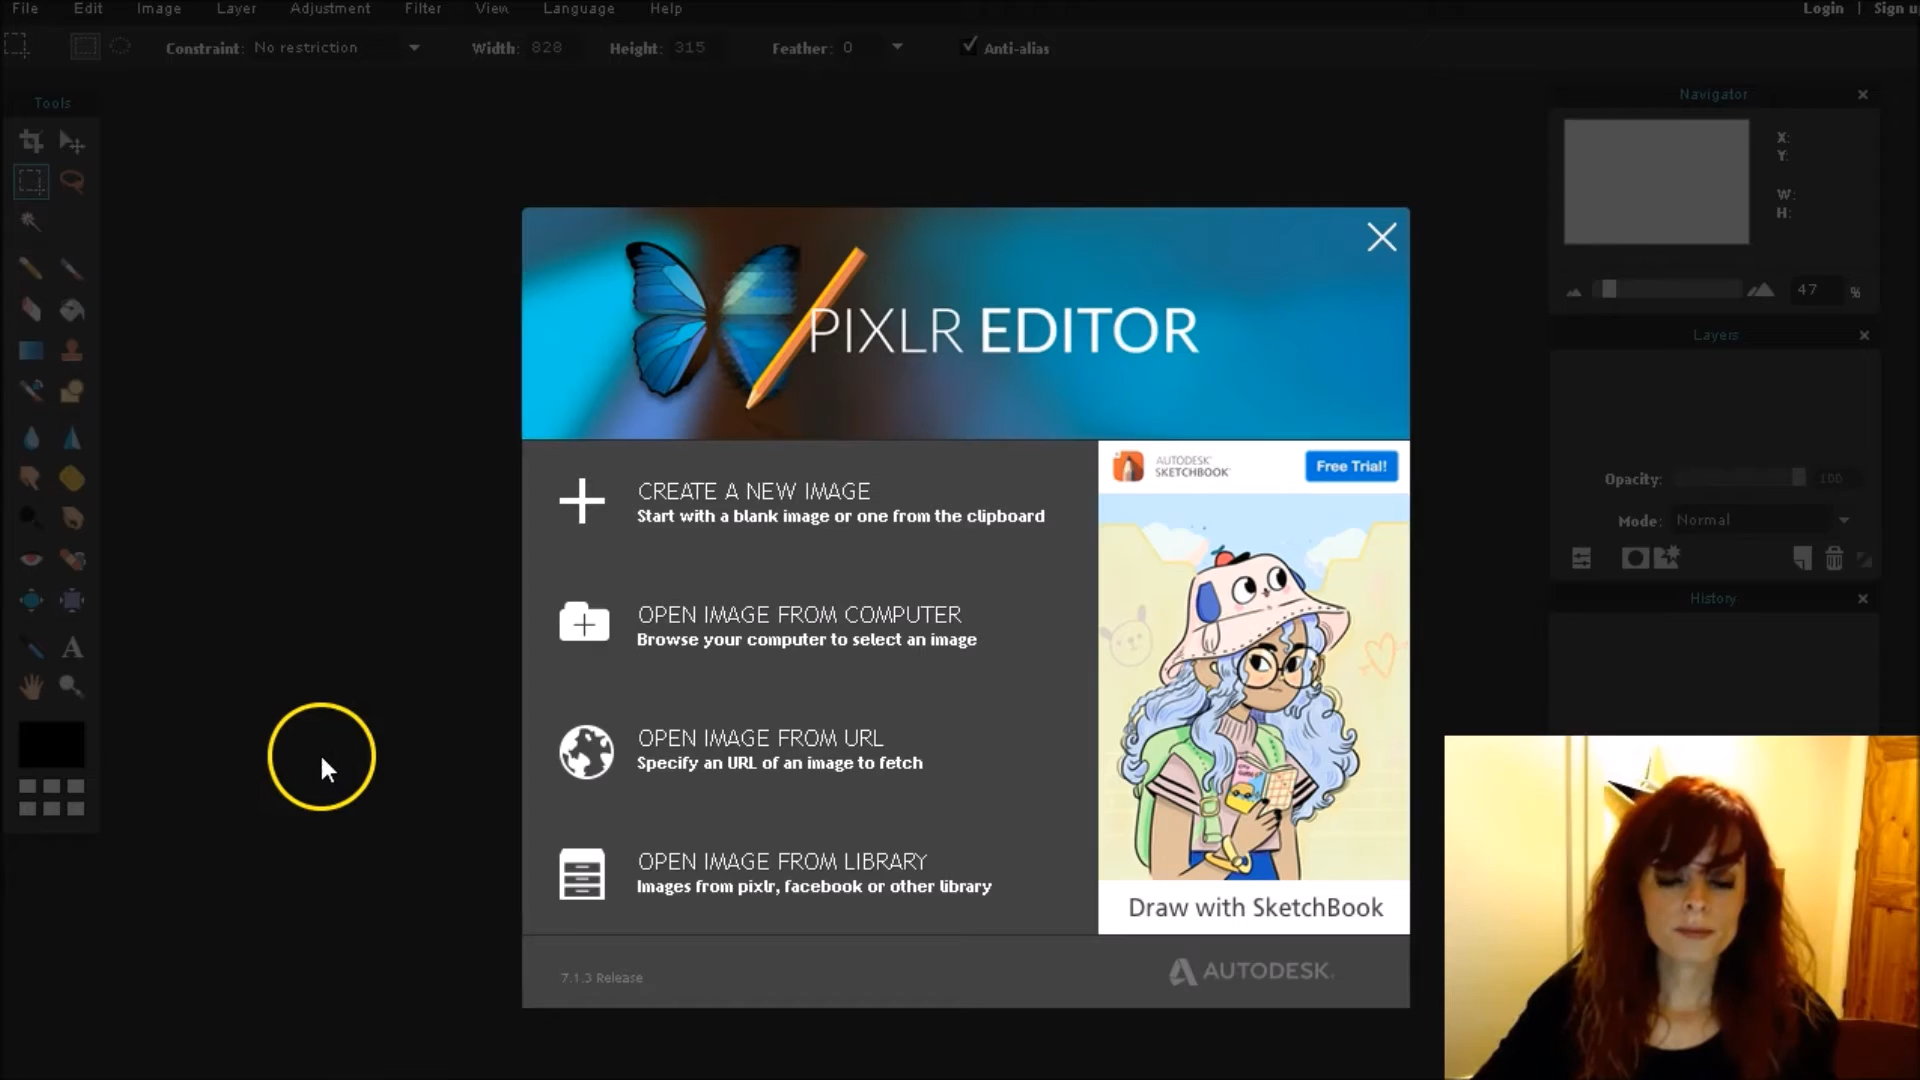 File Edit Image Layer Adjustment Filter View Language Help Login | Sign u
Constraint: No restriction Width: 828 Height: 315 Feather: 0 Anti-alias
Tools
Navigator
X:
Y:
W:
H:
47 %
Layers
Opacity: 100
Mode: Normal
History
PIXLR EDITOR
CREATE A NEW IMAGE
Start with a blank image or one from the clipboard
OPEN IMAGE FROM COMPUTER
Browse your computer to select an image
OPEN IMAGE FROM URL
Specify an URL of an image to fetch
OPEN IMAGE FROM LIBRARY
Images from pixlr, facebook or other library
AUTODESK
SKETCHBOOK
Free Trial!
Draw with SketchBook
7.1.3 Release
AUTODESK.
A